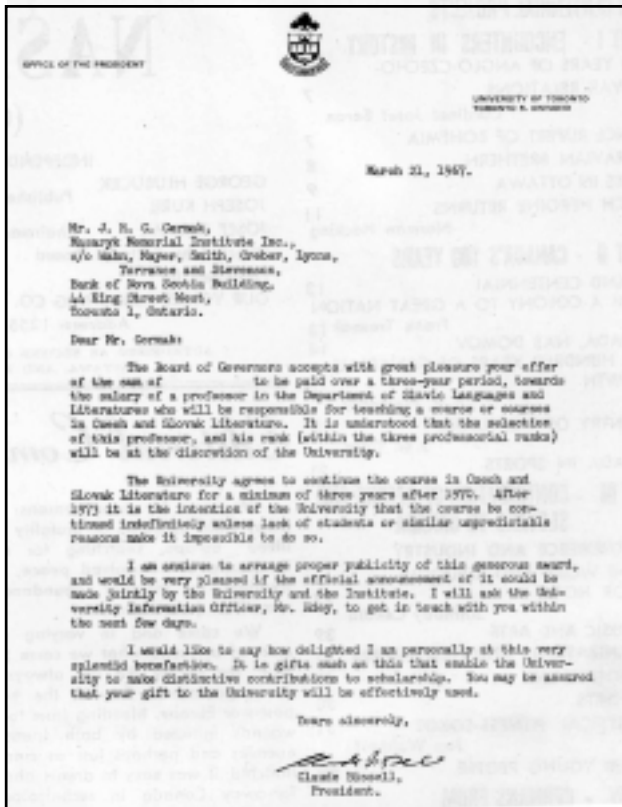 OFFICE OF THE PRESIDENT
UNIVERSITY OF TORONTO
TORONTO 5, ONTARIO
March 21, 1967.
Mr. J. R. G. Cermak,
Masaryk Memorial Institute Inc.,
c/o Wahn, Mayer, Smith, Creber, Lyons,
Torrance and Stevenson,
Bank of Nova Scotia Building,
44 King Street West,
Toronto 1, Ontario.
Dear Mr. Cermak:
The Board of Governors accepts with great pleasure your offer
of the sum of to be paid over a three-year period, towards
the salary of a professor in the Department of Slavic Languages and
Literatures who will be responsible for teaching a course or courses
in Czech and Slovak Literature. It is understood that the selection
of this professor, and his rank (within the three professorial ranks)
will be at the discretion of the University.
The University agrees to continue the course in Czech and
Slovak Literature for a minimum of three years after 1970. After
1973 it is the intention of the University that the course be con-
tinued indefinitely unless lack of students or similar unpredictable
reasons make it impossible to do so.
I am anxious to arrange proper publicity of this generous award,
and would be very pleased if the official announcement of it could be
made jointly by the University and the Institute. I will ask the Uni-
versity Information Officer, Mr. to get in touch with you within
the next few days.
I would like to say how delighted I am personally at this very
splendid benefaction. It is gifts such as this that enable the Univer-
sity to make distinctive contributions to scholarship. You may be assured
that your gift to the University will be effectively used.
Yours sincerely,
Claude Bissell,
President.